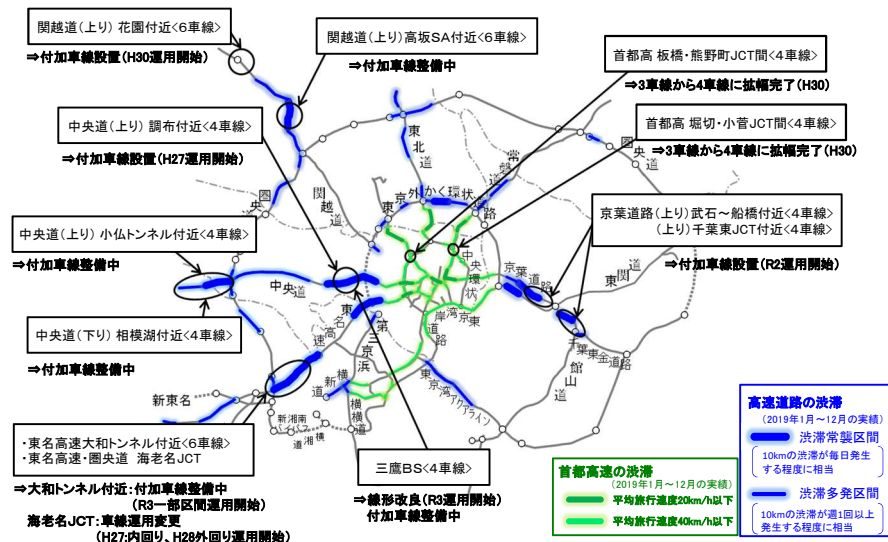 関越道(上り) 花園付近<6車線>
⇒付加車線設置(H30運用開始)
関越道(上り)高坂SA付近<6車線>
⇒付加車線整備中
首都高 板橋・熊野町JCT間<4車線>
⇒3車線から4車線に拡幅完了(H30)
中央道(上り) 調布付近<4車線>
⇒付加車線設置(H27運用開始)
首都高 堀切・小菅JCT間<4車線>
⇒3車線から4車線に拡幅完了(H30)
京葉道路(上り) 武石~船橋付近<4車線>
(上り)千葉東JCT付近<4車線>
⇒付加車線設置(R2運用開始)
中央道(上り) 小仏トンネル付近<4車線>
⇒付加車線整備中
中央道(下り) 相模湖付近<4車線>
⇒付加車線整備中
・東名高速大和トンネル付近<6車線>
・東名高速・圏央道 海老名JCT
⇒大和トンネル付近:付加車線整備中
(R3一部区間運用開始)
海老名JCT:車線運用変更
(H27:内回り、H28外回り運用開始)
三鷹BS<4車線>
⇒線形改良(R3運用開始)
付加車線整備中
東北道
常磐道
圏央道
関越道
東京外かく環状道路
圏央道
中央道
中央環状
京葉道路
東関道
東名高速
第三京浜
湾岸道路
千葉東金道路
館山道
東京湾アクアライン
新東名
横横道
首都高速の渋滞
(2019年1月~12月の実績)
平均旅行速度20km/h以下
平均旅行速度40km/h以下
高速道路の渋滞
(2019年1月~12月の実績)
渋滞常襲区間
10kmの渋滞が毎日発生
する程度に相当
渋滞多発区間
10kmの渋滞が週1回以上
発生する程度に相当